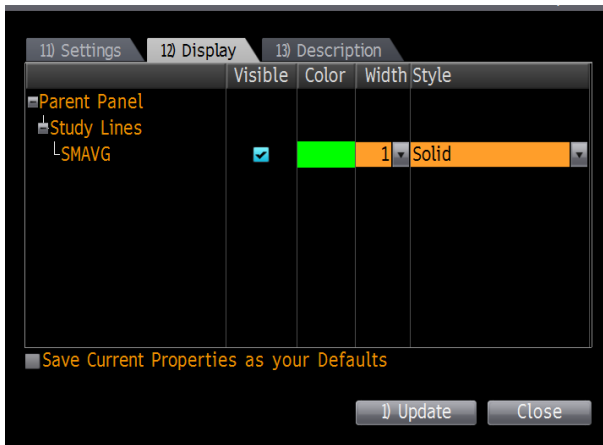 11) Settings 12) Display 13) Description
Visible Color Width Style
Parent Panel
Study Lines
SMAVG 1 Solid
Save Current Properties as your Defaults
1) Update Close